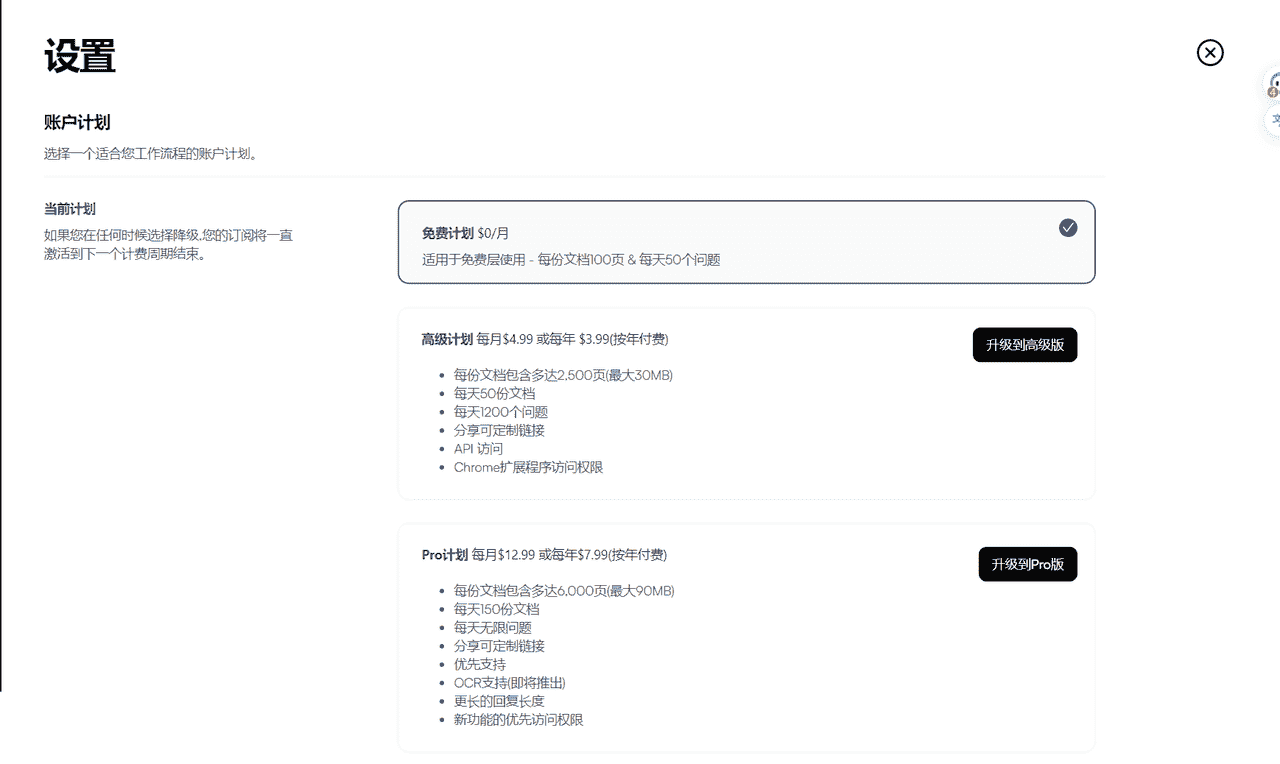 设置
账户计划
选择一个适合您工作流程的账户计划。
当前计划
如果您在任何时候选择降级,您的订阅将一直
激活到下一个计费周期结束。
免费计划 $0/月
适用于免费层使用 - 每份文档100页 & 每天50个问题
高级计划 每月$4.99 或每年 $3.99(按年付费)
升级到高级版
每份文档包含多达2,500页(最大30MB)
每天50份文档
每天1200个问题
分享可定制链接
API 访问
Chrome扩展程序访问权限
Pro计划 每月$12.99 或每年$7.99(按年付费)
升级到Pro版
每份文档包含多达6,000页(最大90MB)
每天150份文档
每天无限问题
分享可定制链接
优先支持
OCR支持(即将推出)
更长的回复长度
新功能的优先访问权限